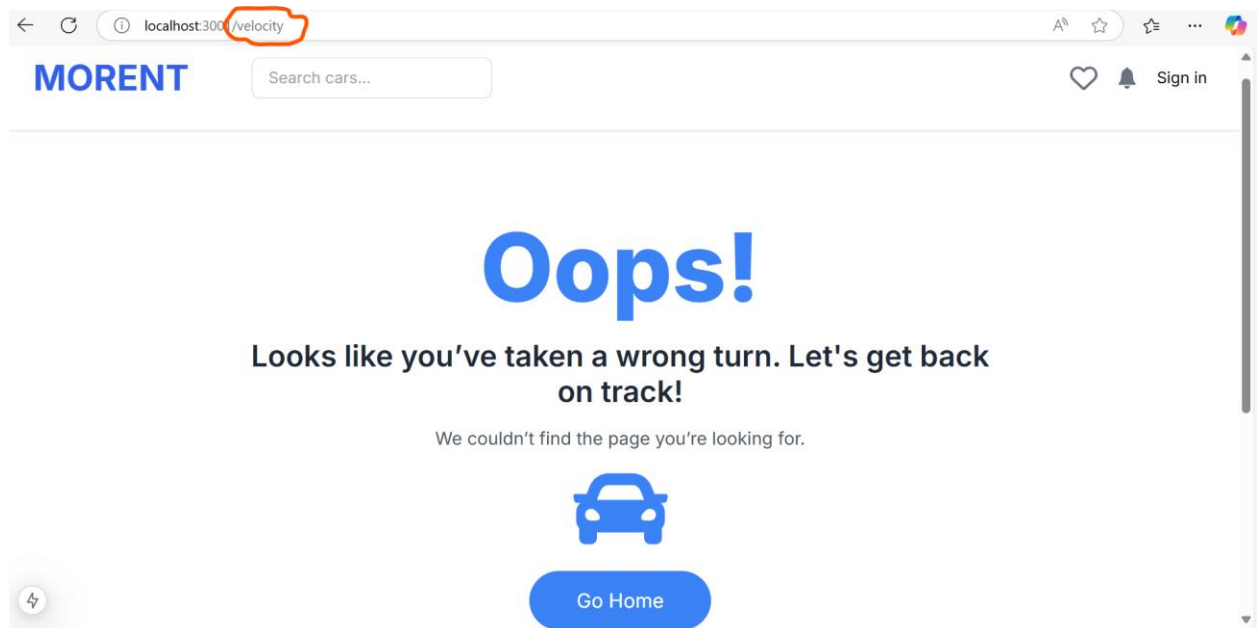 localhost:3001/velocity
MORENT
Search cars...
Sign in
Oops!
Looks like you’ve taken a wrong turn. Let's get back
on track!
We couldn’t find the page you’re looking for.
Go Home